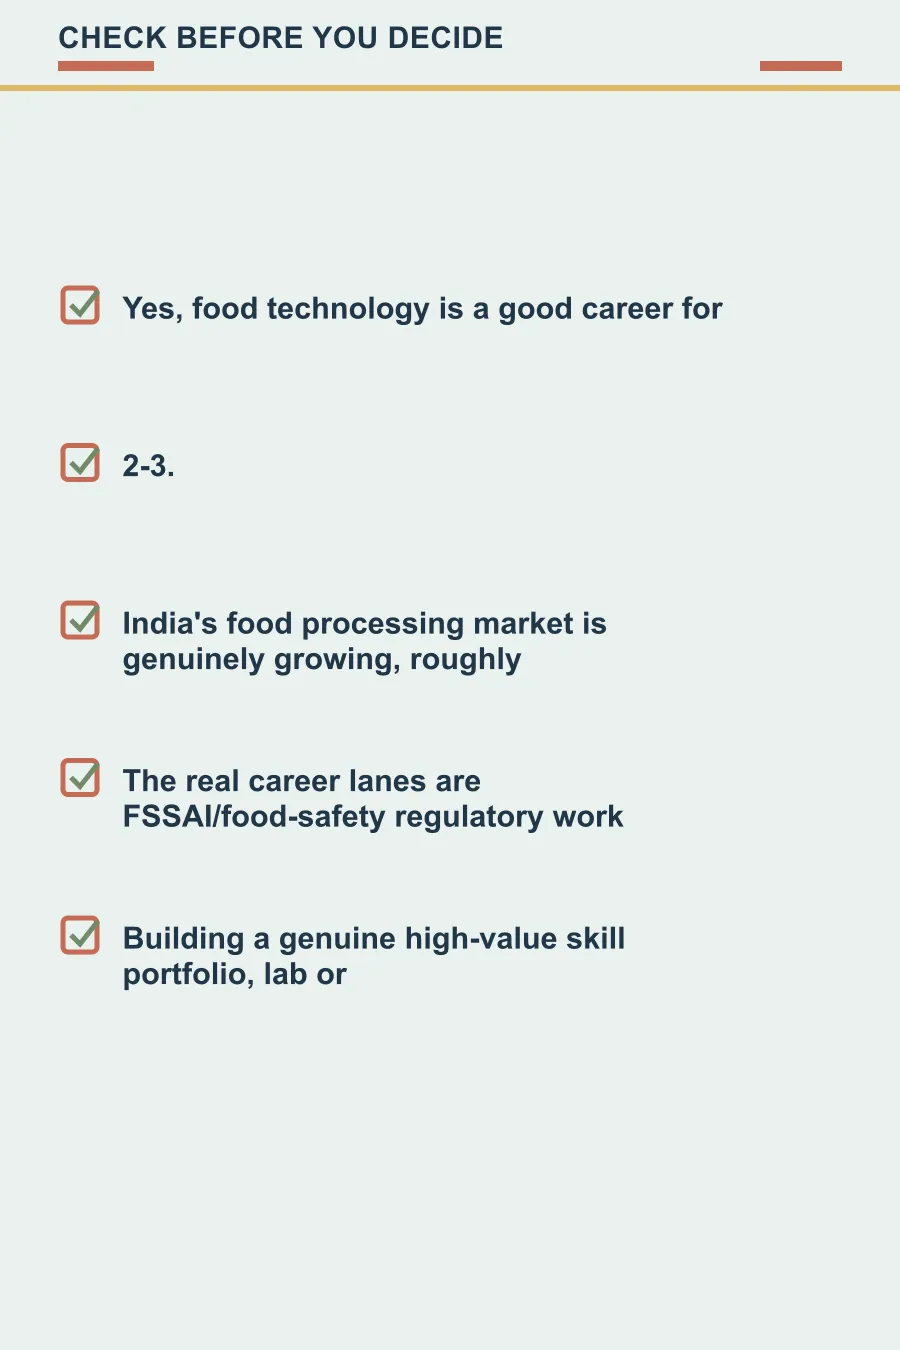 CHECK BEFORE YOU DECIDE
Yes, food technology is a good career for
2-3.
India's food processing market is
genuinely growing, roughly
The real career lanes are
FSSAI/food-safety regulatory work
Building a genuine high-value skill
portfolio, lab or